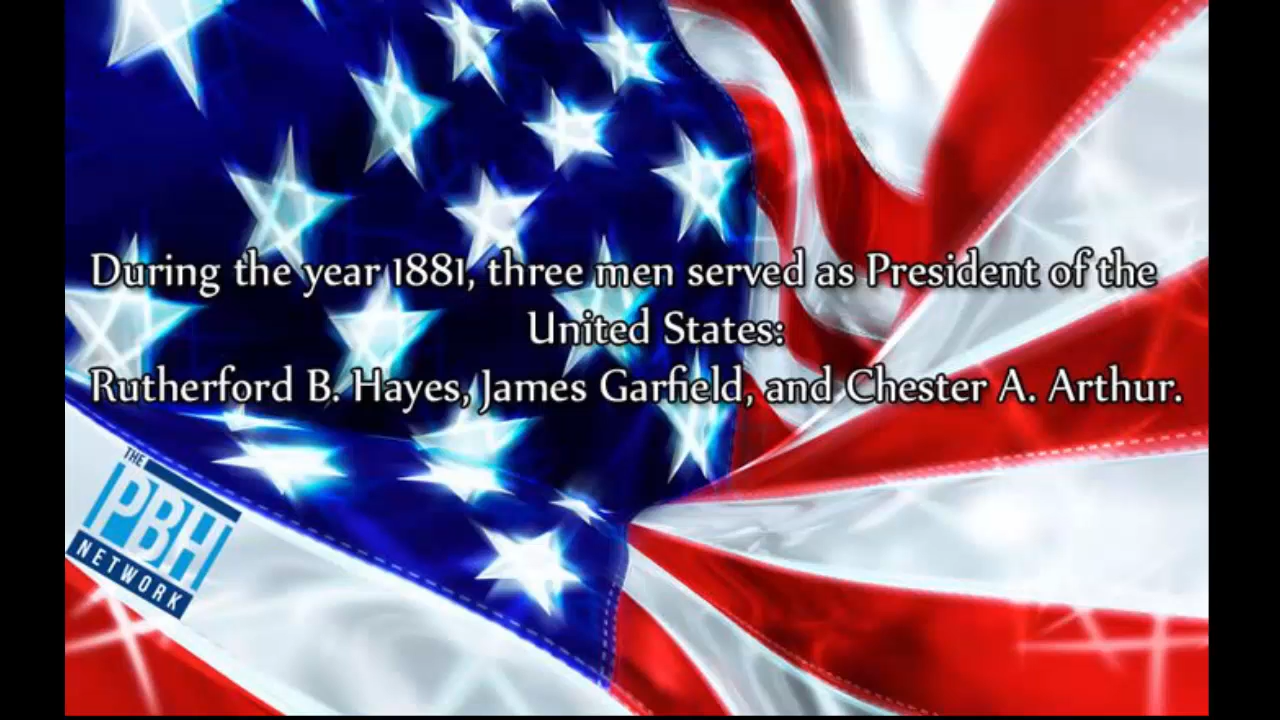 During the year 1881, three men served as President of the
United States:
Rutherford B. Hayes, James Garfield, and Chester A. Arthur.
THE
PBH
NETWORK